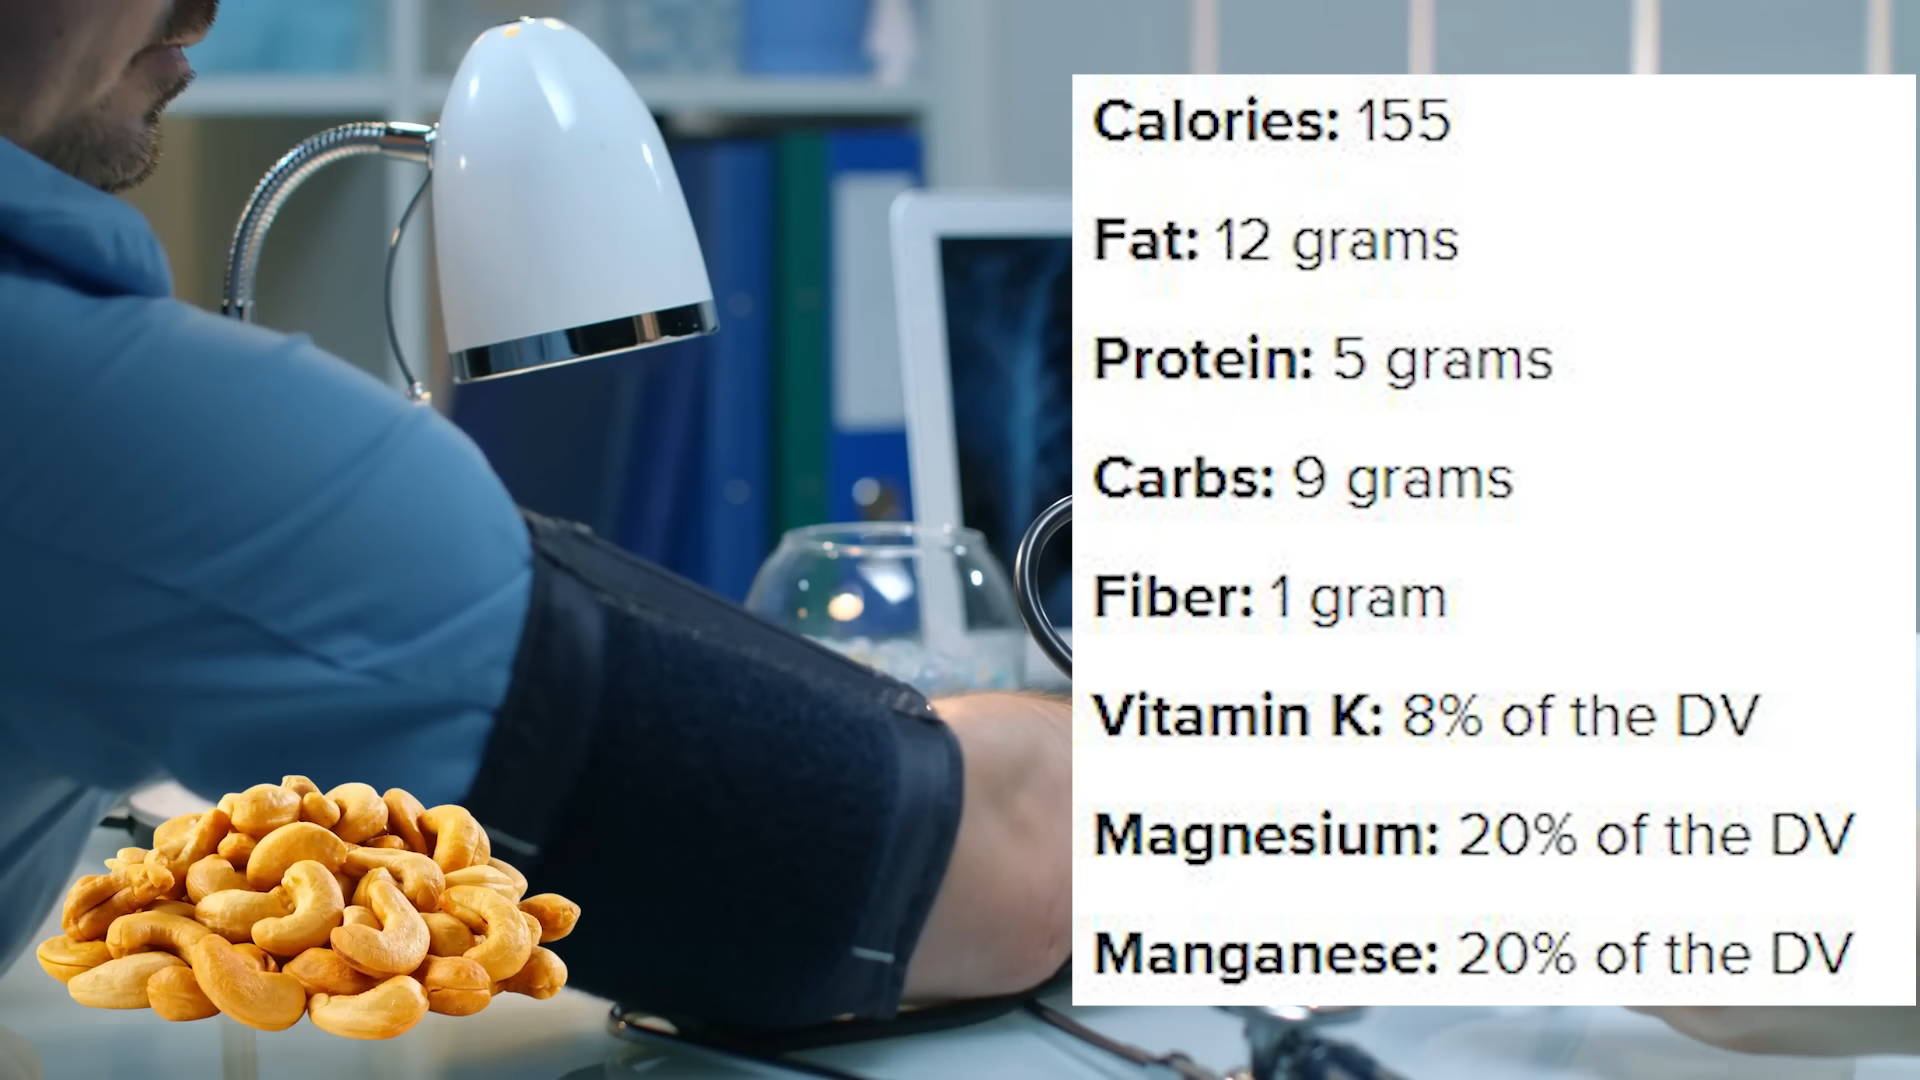 Calories: 155
Fat: 12 grams
Protein: 5 grams
Carbs: 9 grams
Fiber: 1 gram
Vitamin K: 8% of the DV
Magnesium: 20% of the DV
Manganese: 20% of the DV